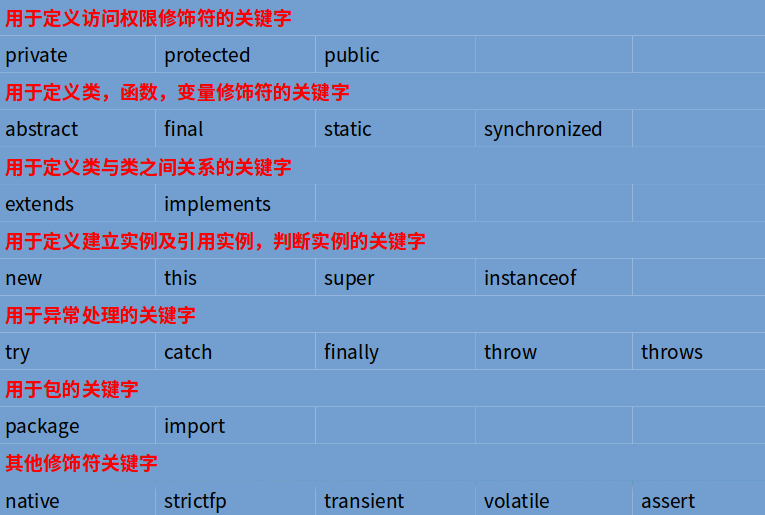 用于定义访问权限修饰符的关键字
private protected public
用于定义类，函数，变量修饰符的关键字
abstract final static synchronized
用于定义类与类之间关系的关键字
extends implements
用于定义建立实例及引用实例，判断实例的关键字
new this super instanceof
用于异常处理的关键字
try catch finally throw throws
用于包的关键字
package import
其他修饰符关键字
native strictfp transient volatile assert